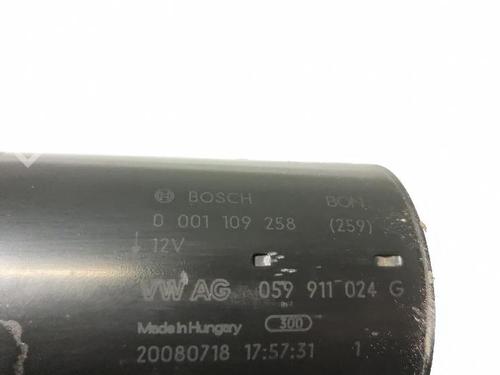 BOSCH BON.
0 001 109 258 (259)
↓ 12V
VW AG 059 911 024 G
Made in Hungary 300
20080718 17:57:31 1